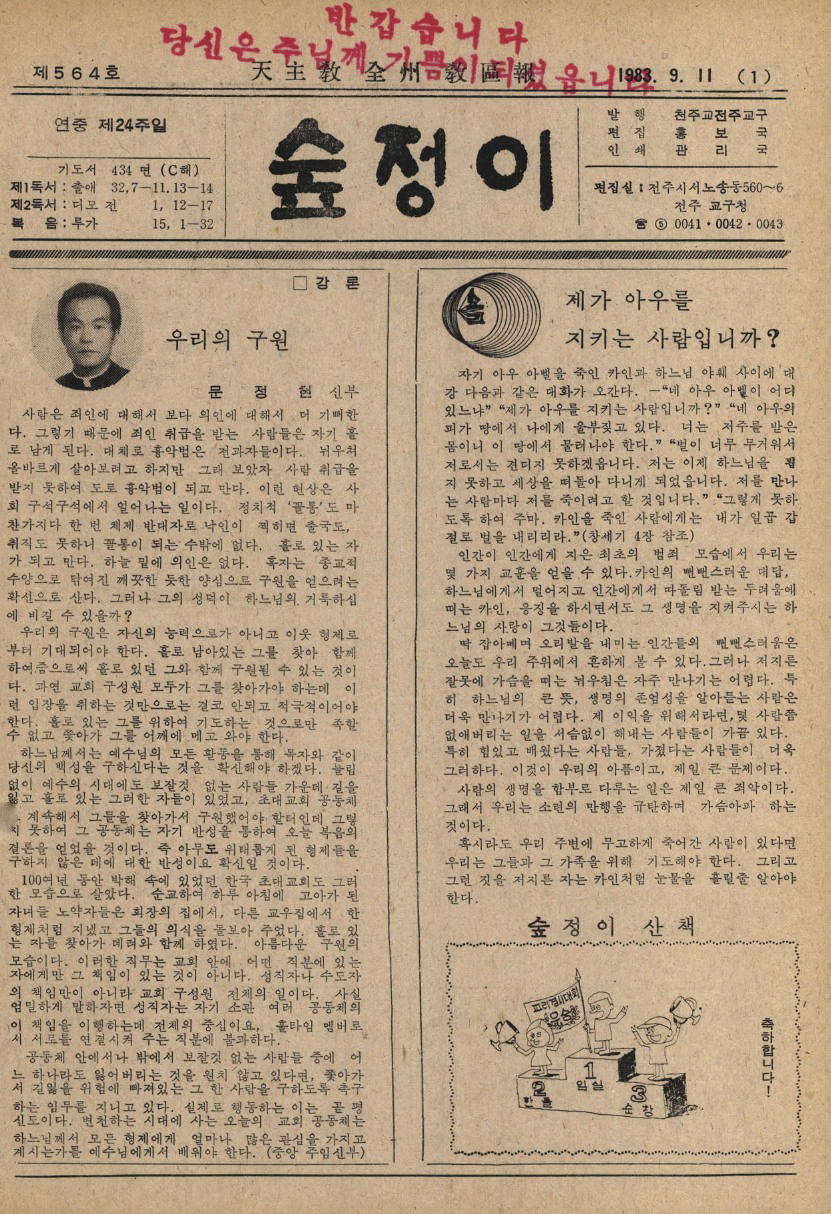 반갑습니다
당신은 주님께 기쁨이 되셨읍니다
제564호
天主教 全州 敎區報
1983. 9. 11 (1)
연중 제24주일
기도서 434 면 (C해)
제1독서 : 출애 32,7—11, 13—14
제2독서 : 디모 전 1, 12—17
복 음 : 루가 15, 1—32
숲정이
발 행 천주교전주교구
편 집 홍 보 국
인 쇄 관 리 국
편집실 : 전주시서노송동560~6
전주 교구청
☎ ⑤ 0041·0042·0043
□ 강 론
우리의 구원
문 정 현 신부
사람은 죄인에 대해서 보다 의인에 대해서 더 기뻐한
다. 그렇기 때문에 죄인 취급을 받는 사람들은 자기 홀
로 남게 된다. 대체로 흉악범은 전과자들이다. 뉘우쳐
올바르게 살아보려고 하지만 그래 보았자 사람 취급을
받지 못하여 도로 흉악범이 되고 만다. 이런 현상은 사
회 구석구석에서 일어나는 일이다. 정치적 ‘꼴통’도 마
찬가지다 한 번 체제 반대자로 낙인이 찍히면 출국도,
취직도 못하니 꼴통이 되는 수밖에 없다. 홀로 있는 자
가 되고 만다. 하늘 밑에 의인은 없다. 혹자는 종교적
수양으로 닦여진 깨끗한 듯한 양심으로 구원을 얻으려는
확신으로 산다. 그러나 그의 성덕이 하느님의 거룩하심
에 비길 수 있을까?
우리의 구원은 자신의 능력으로가 아니고 이웃 형제로
부터 기대되어야 한다. 홀로 남아있는 그를 찾아 함께
하여줌으로써 홀로 있던 그와 함께 구원될 수 있는 것이
다. 과연 교회 구성원 모두가 그를 찾아가야 하는데 이
런 입장을 취하는 것만으로는 결코 안되고 적극적이어야
한다. 홀로 있는 그를 위하여 기도하는 것으로만 족할
수 없고 쫓아가 그를 어깨에 메고 와야 한다.
하느님께서는 예수님의 모든 활동을 통해 목자와 같이
당신의 백성을 구하신다는 것을 확신해야 하겠다. 틀림
없이 예수의 시대에도 보잘것 없는 사람들 가운데 길을
잃고 홀로 있는 그러한 자들이 있었고, 초대교회 공동체
계속해서 그들을 찾아가서 구원했어야 할터인데 그렇
지 못하여 그 공동체는 자기 반성을 통하여 오늘 복음의
결론을 얻었을 것이다. 즉 아무도 위태롭게 된 형제들을
구하지 않은 데에 대한 반성이요 확신일 것이다.
100여년 동안 박해 속에 있었던 한국 초대교회도 그러
한 모습으로 살았다. 순교하여 하루 아침에 고아가 된
자녀들 노약자들은 회장의 집에서, 다른 교우집에서 한
형제처럼 지냈고 그들의 의식을 돌보아 주었다. 홀로 있
는 자를 찾아가 데려와 함께 하였다. 아름다운 구원의
모습이다. 이러한 직무는 교회 안에 어떤 직분에 있는
자에게만 그 책임이 있는 것이 아니다. 성직자나 수도자
의 책임만이 아니라 교회 구성원 전체의 일이다. 사실
엄밀하게 말하자면 성직자는 자기 소관 여러 공동체의
이 책임을 이행하는데 전체의 중심이요, 홀타임 멤버로
서 서로를 연결시켜 주는 직분에 불과하다.
공동체 안에서나 밖에서 보잘것 없는 사람들 중에 어
느 하나라도 잃어버리는 것을 원치 않고 있다면, 쫓아가
서 길잃을 위험에 빠져있는 그 한 사람을 구하도록 촉구
하는 임무를 지니고 있다. 실제로 행동하는 이는 곧 평
신도이다. 변천하는 시대에 사는 오늘의 교회 공동체는
하느님께서 모든 형제에게 얼마나 많은 관심을 가지고
계시는가를 예수님에게서 배워야 한다. (중앙 주임신부)
솜
제가 아우를
지키는 사람입니까?
자기 아우 아벨을 죽인 카인과 하느님 야훼 사이에 대
강 다음과 같은 대화가 오간다. —“네 아우 아벨이 어디
있느냐” “제가 아우를 지키는 사람입니까?” “네 아우의
피가 땅에서 나에게 울부짖고 있다. 너는 저주를 받은
몸이니 이 땅에서 물러나야 한다.” “벌이 너무 무거워서
저로서는 견디지 못하겠읍니다. 저는 이제 하느님을 뵙
지 못하고 세상을 떠돌아 다니게 되었읍니다. 저를 만나
는 사람마다 저를 죽이려고 할 것입니다.” “그렇게 못하
도록 하여 주마. 카인을 죽인 사람에게는 내가 일곱 갑
절로 벌을 내리리라.”(창세기 4장 참조)
인간이 인간에게 지은 최초의 범죄 모습에서 우리는
몇 가지 교훈을 얻을 수 있다. 카인의 뻔뻔스러운 대답,
하느님에게서 멀어지고 인간에게서 따돌림 받는 두려움에
떠는 카인, 응징을 하시면서도 그 생명을 지켜주시는 하
느님의 사랑이 그것들이다.
딱 잡아떼며 오리발을 내미는 인간들의 뻔뻔스러움은
오늘도 우리 주위에서 흔하게 볼 수 있다. 그러나 저지른
잘못에 가슴을 떠는 뉘우침은 자주 만나기는 어렵다. 특
히 하느님의 큰 뜻, 생명의 존엄성을 알아듣는 사람은
더욱 만나기가 어렵다. 제 이익을 위해서라면, 몇 사람쯤
없애버리는 일을 서슴없이 해내는 사람들이 가끔 있다.
특히 힘있고 배웠다는 사람들, 가졌다는 사람들이 더욱
그러하다. 이것이 우리의 아픔이고, 제일 큰 문제이다.
사람의 생명을 함부로 다루는 일은 제일 큰 죄악이다.
그래서 우리는 소련의 만행을 규탄하며 가슴아파 하는
것이다.
혹시라도 우리 주변에 무고하게 죽어간 사람이 있다면
우리는 그들과 그 가족을 위해 기도해야 한다. 그리고
그런 짓을 저지른 자는 카인처럼 눈물을 흘릴줄 알아야
한다.
숲정이 산책
교리경시대회
축하합니다!
1
임실
2
3
순창